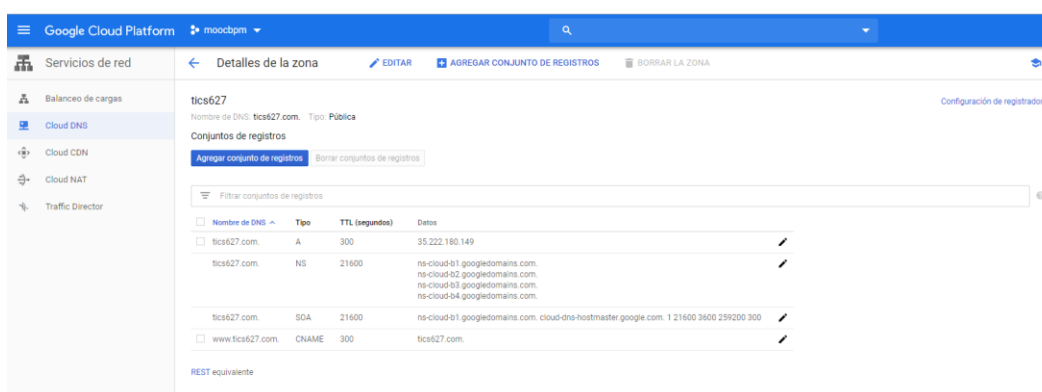 Google Cloud Platform
moocbpm
Servicios de red
Detalles de la zona
EDITAR
AGREGAR CONJUNTO DE REGISTROS
BORRAR LA ZONA
Balanceo de cargas
Cloud DNS
Cloud CDN
Cloud NAT
Traffic Director
tics627
Configuración de registrador
Nombre de DNS: tics627.com. Tipo: Pública
Conjuntos de registros
Agregar conjunto de registros
Borrar conjuntos de registros
Filtrar conjuntos de registros
Nombre de DNS Tipo TTL (segundos) Datos
tics627.com. A 300 35.222.180.149
tics627.com. NS 21600 ns-cloud-b1.googledomains.com.
ns-cloud-b2.googledomains.com.
ns-cloud-b3.googledomains.com.
ns-cloud-b4.googledomains.com.
tics627.com. SOA 21600 ns-cloud-b1.googledomains.com. cloud-dns-hostmaster.google.com. 1 21600 3600 259200 300
www.tics627.com. CNAME 300 tics627.com.
REST equivalente